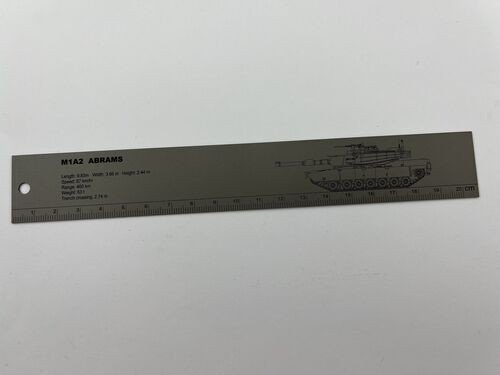 M1A2 ABRAMS
Length: 9.83m Width: 3.66 m Height: 2.44 m
Speed: 67 km/h
Range: 460 km
Weight: 63 t
Trench crossing: 2.74 m
1 2 3 4 5 6 7 8 9 10 11 12 13 14 15 16 17 18 19 20 cm